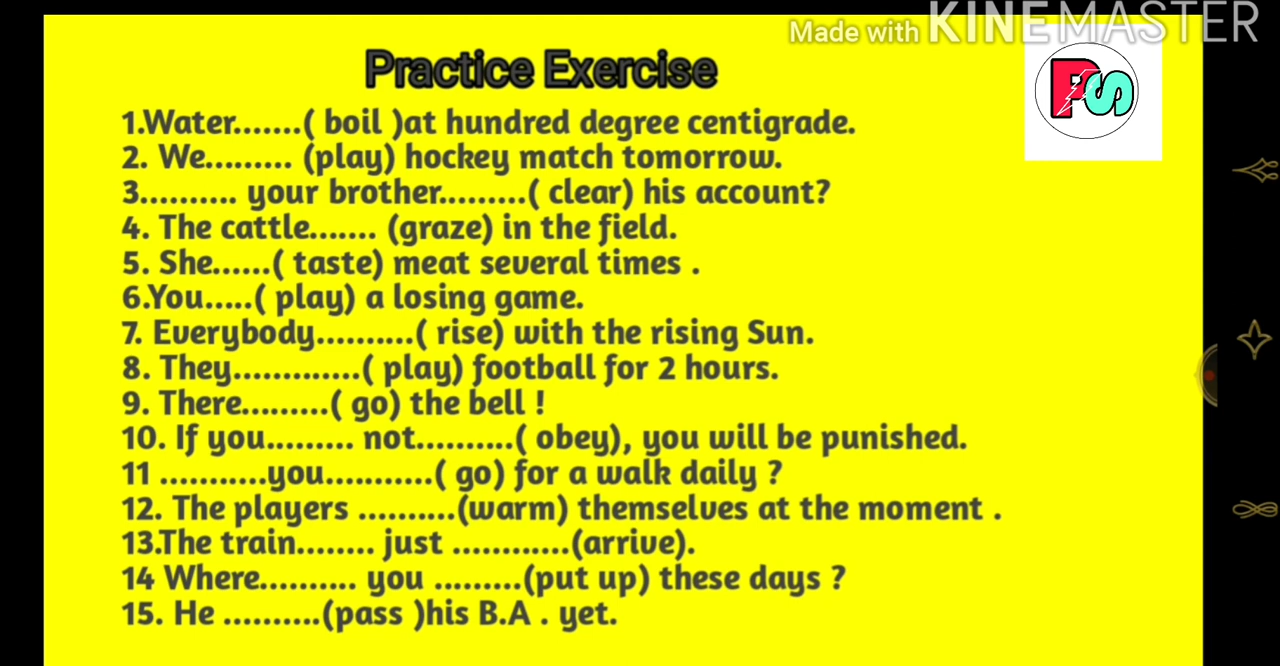 Made with KINEMASTER
Practice Exercise
PS
1.Water.......( boil )at hundred degree centigrade.
2. We......... (play) hockey match tomorrow.
3.......... your brother.........( clear) his account?
4. The cattle....... (graze) in the field.
5. She......( taste) meat several times .
6.You.....( play) a losing game.
7. Everybody..........( rise) with the rising Sun.
8. They.............( play) football for 2 hours.
9. There.........( go) the bell !
10. If you......... not..........( obey), you will be punished.
11 ...........you...........( go) for a walk daily ?
12. The players ..........(warm) themselves at the moment .
13.The train........ just ............(arrive).
14 Where.......... you .........(put up) these days ?
15. He ..........(pass )his B.A . yet.